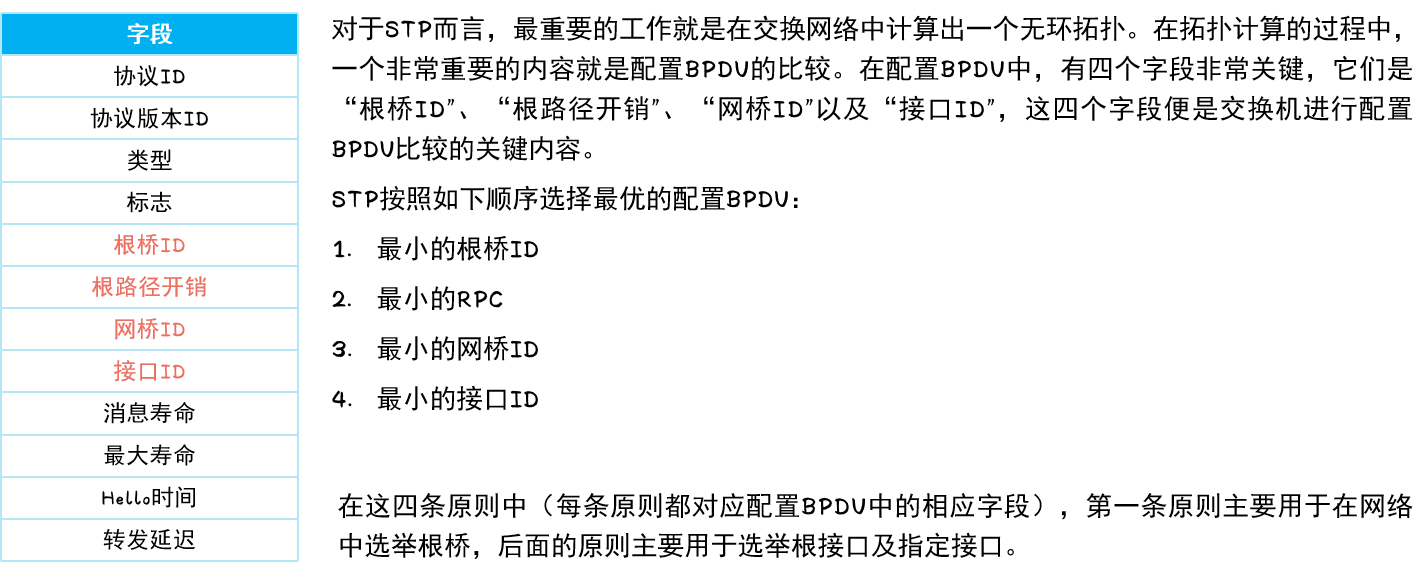 字段
协议ID
协议版本ID
类型
标志
根桥ID
根路径开销
网桥ID
接口ID
消息寿命
最大寿命
Hello时间
转发延迟
对于STP而言，最重要的工作就是在交换网络中计算出一个无环拓扑。在拓扑计算的过程中，
一个非常重要的内容就是配置BPDU的比较。在配置BPDU中，有四个字段非常关键，它们是
“根桥ID”、“根路径开销”、“网桥ID”以及“接口ID”，这四个字段便是交换机进行配置
BPDU比较的关键内容。
STP按照如下顺序选择最优的配置BPDU：
1. 最小的根桥ID
2. 最小的RPC
3. 最小的网桥ID
4. 最小的接口ID
在这四条原则中（每条原则都对应配置BPDU中的相应字段），第一条原则主要用于在网络
中选举根桥，后面的原则主要用于选举根接口及指定接口。